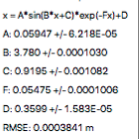 x = A*sin(B*x+C)*exp(-Fx)+D
A: 0.05947 +/- 6.218E-05
B: 3.780 +/- 0.0001030
C: 0.9195 +/- 0.001082
F: 0.05475 +/- 0.0001006
D: 0.3599 +/- 1.583E-05
RMSE: 0.0003841 m